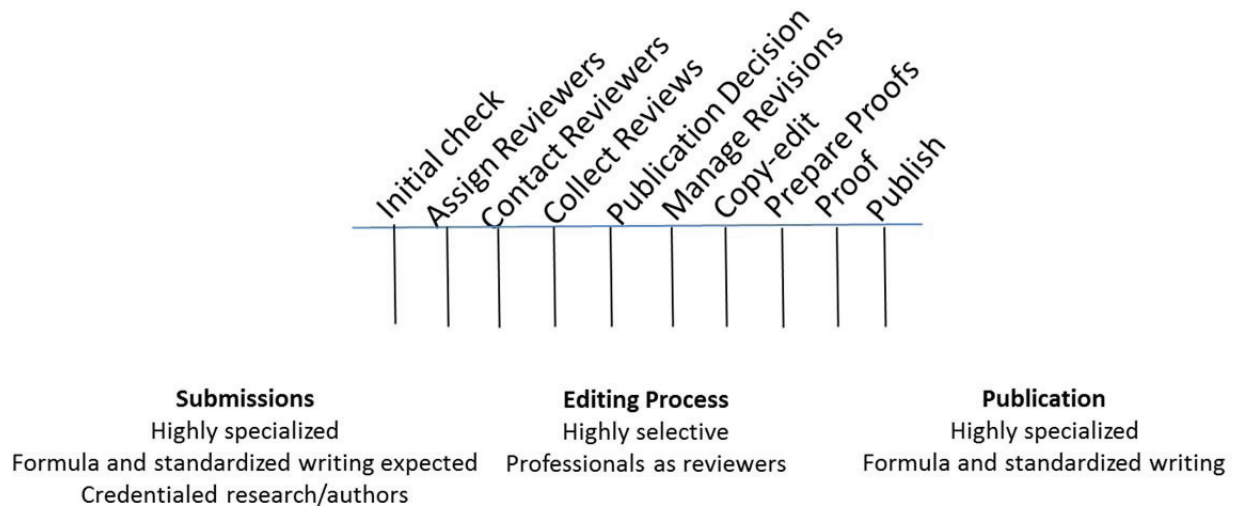 Initial check
Assign Reviewers
Contact Reviewers
Collect Reviews
Publication Decision
Manage Revisions
Copy-edit
Prepare Proofs
Proof
Publish
Submissions
Highly specialized
Formula and standardized writing expected
Credentialed research/authors
Editing Process
Highly selective
Professionals as reviewers
Publication
Highly specialized
Formula and standardized writing